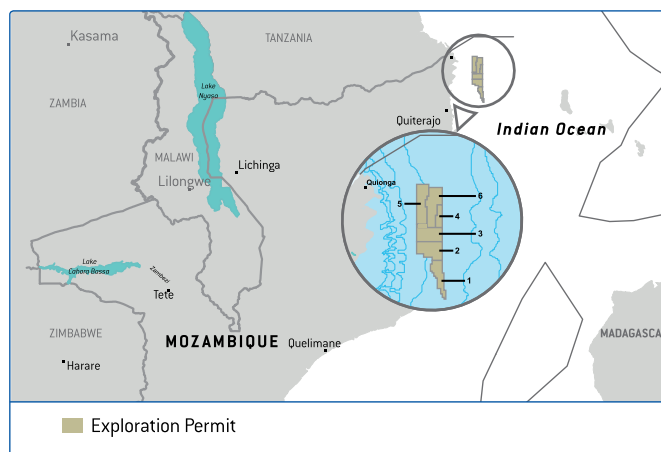 TANZANIA
Kasama
Lake
Nyasa
ZAMBIA
Quiterajo
Indian Ocean
MALAWI
Lichinga
Lilongwe
Quionga
6
5
4
3
2
1
Lake
Cahora Bassa
Zambezi
Tete
ZIMBABWE
MOZAMBIQUE
Quelimane
MADAGASCA
Harare
Exploration Permit